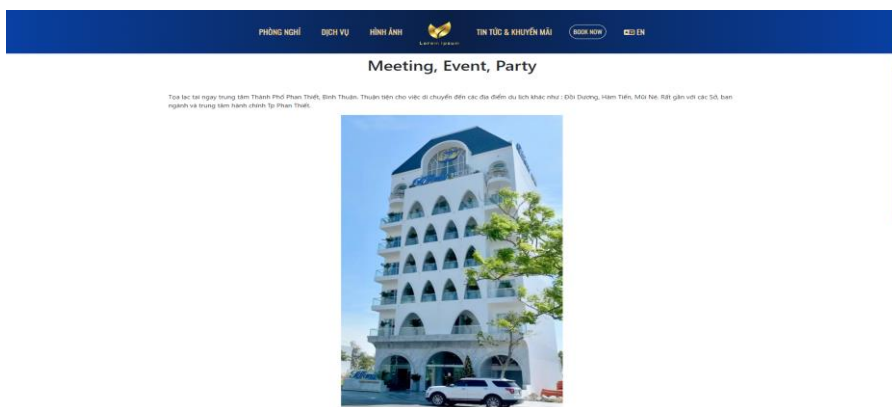 PHÒNG NGHỈ DỊCH VỤ HÌNH ẢNH Lorem Ipsum TIN TỨC & KHUYẾN MÃI BOOK NOW EN
Meeting, Event, Party
Tọa lạc tại ngay trung tâm Thành Phố Phan Thiết, Bình Thuận. Thuận tiện cho việc di chuyển đến các địa điểm du lịch khác như : Đồi Dương, Hàm Tiến, Mũi Né. Rất gần với các Sở, ban
ngành và trung tâm hành chính Tp Phan Thiết.